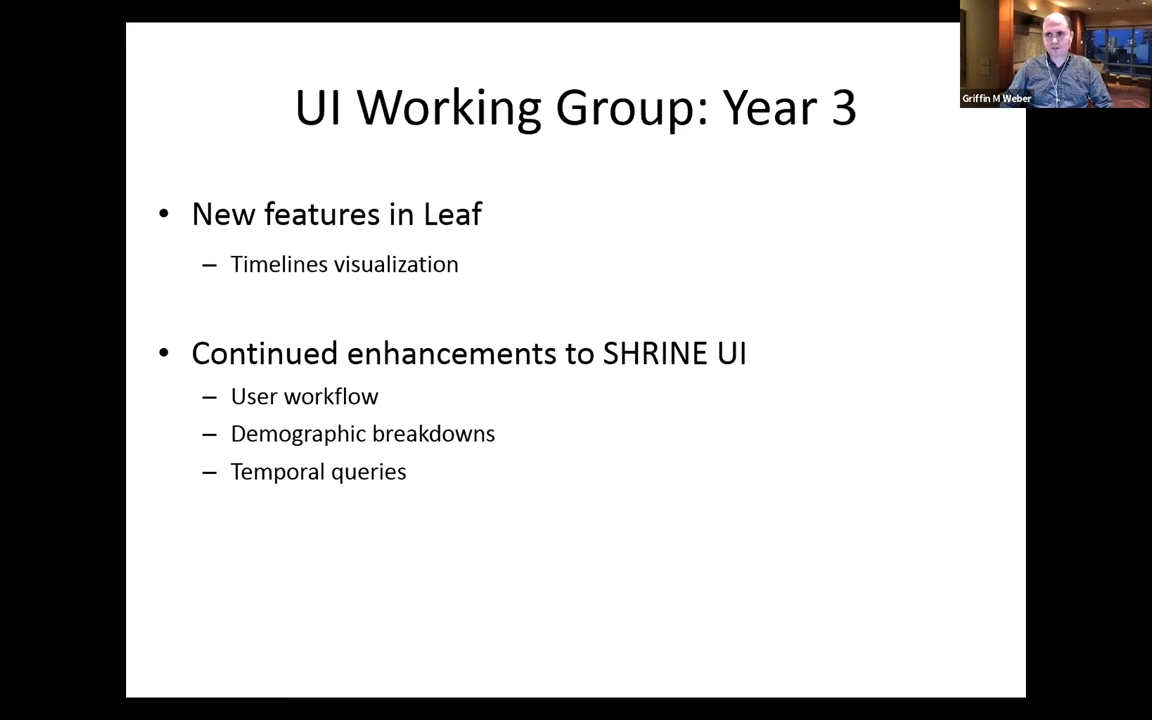 UI Working Group: Year 3
Griffin M Weber
• New features in Leaf
– Timelines visualization
• Continued enhancements to SHRINE UI
– User workflow
– Demographic breakdowns
– Temporal queries